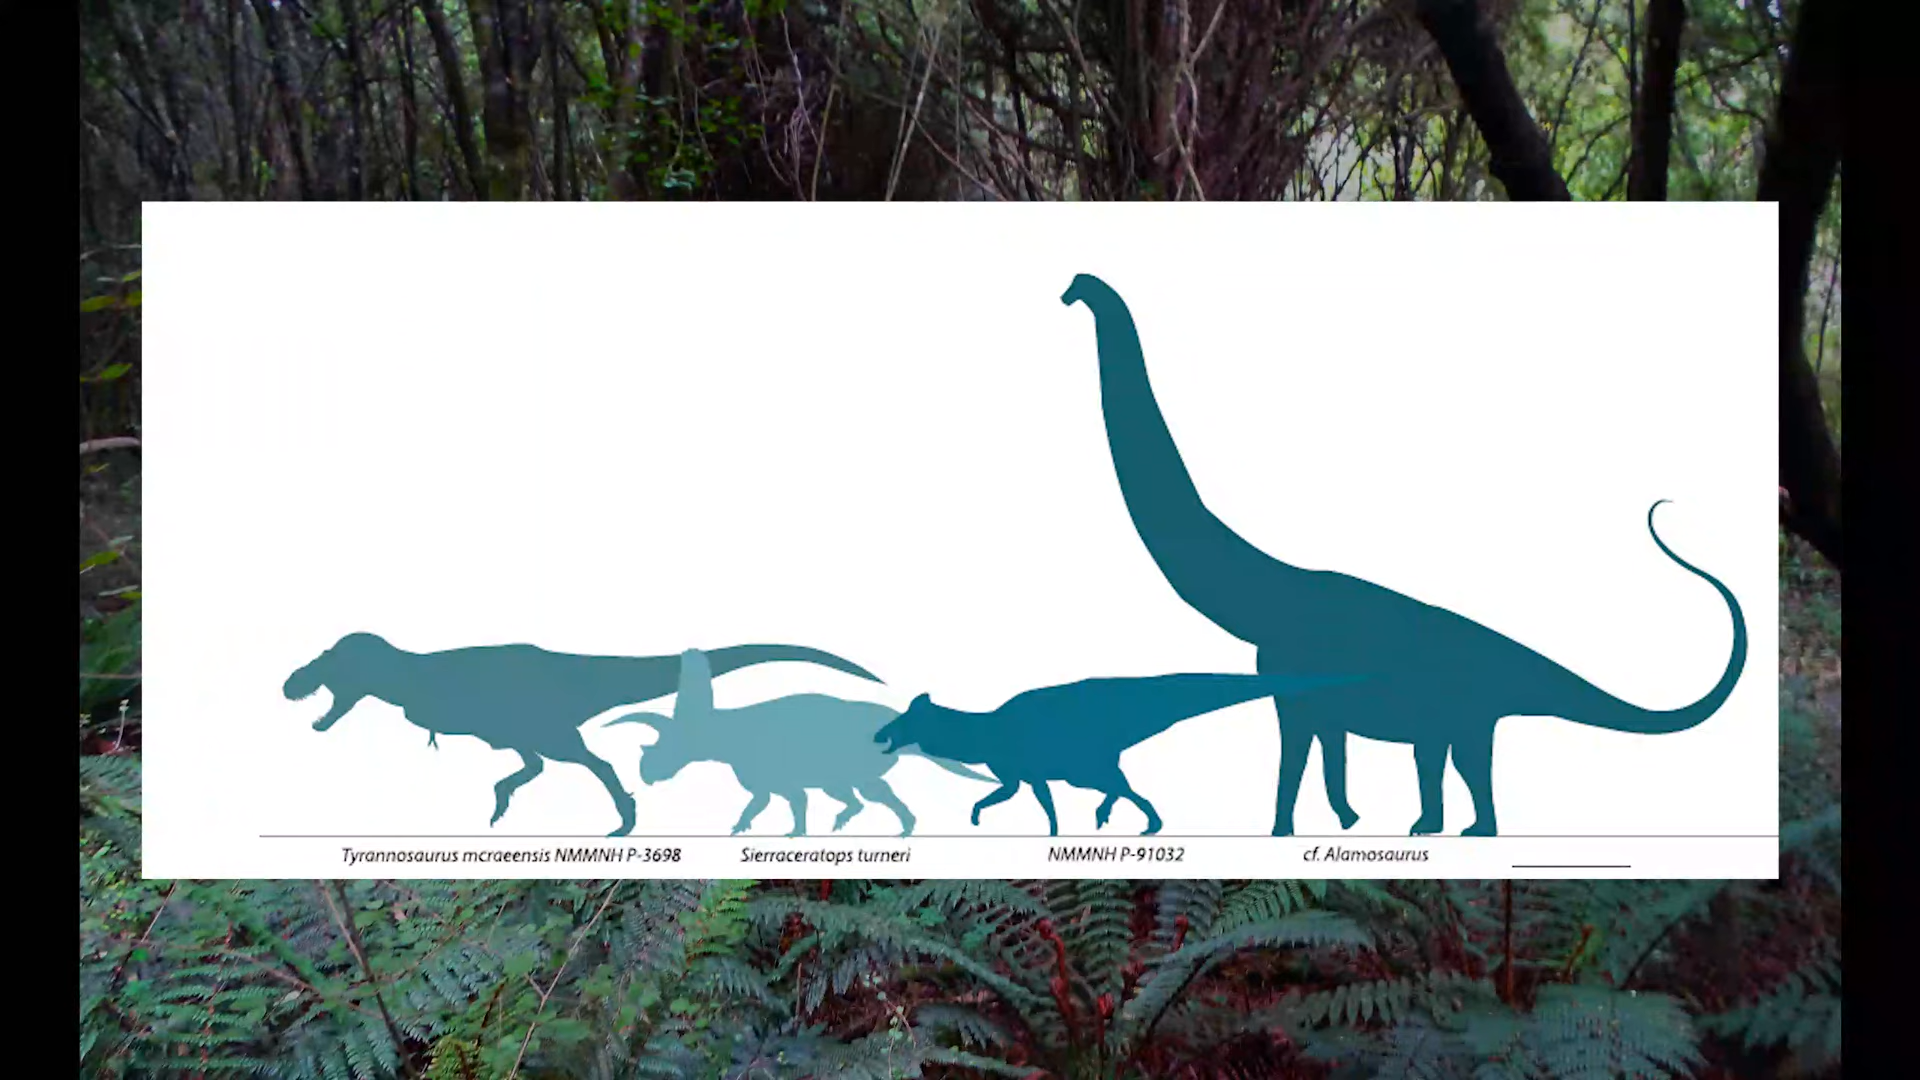 Tyrannosaurus mcraeensis NMMNH P-3698
Sierraceratops turneri
NMMNH P-91032
cf. Alamosaurus